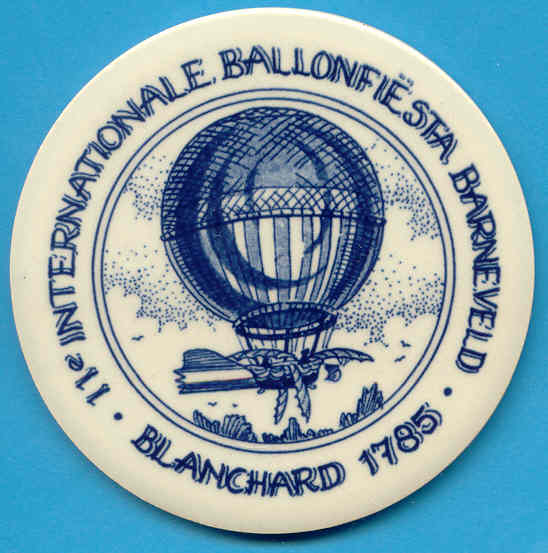 11e INTERNATIONALE BALLONFIËSTA BARNEVELD
BLANCHARD 1785